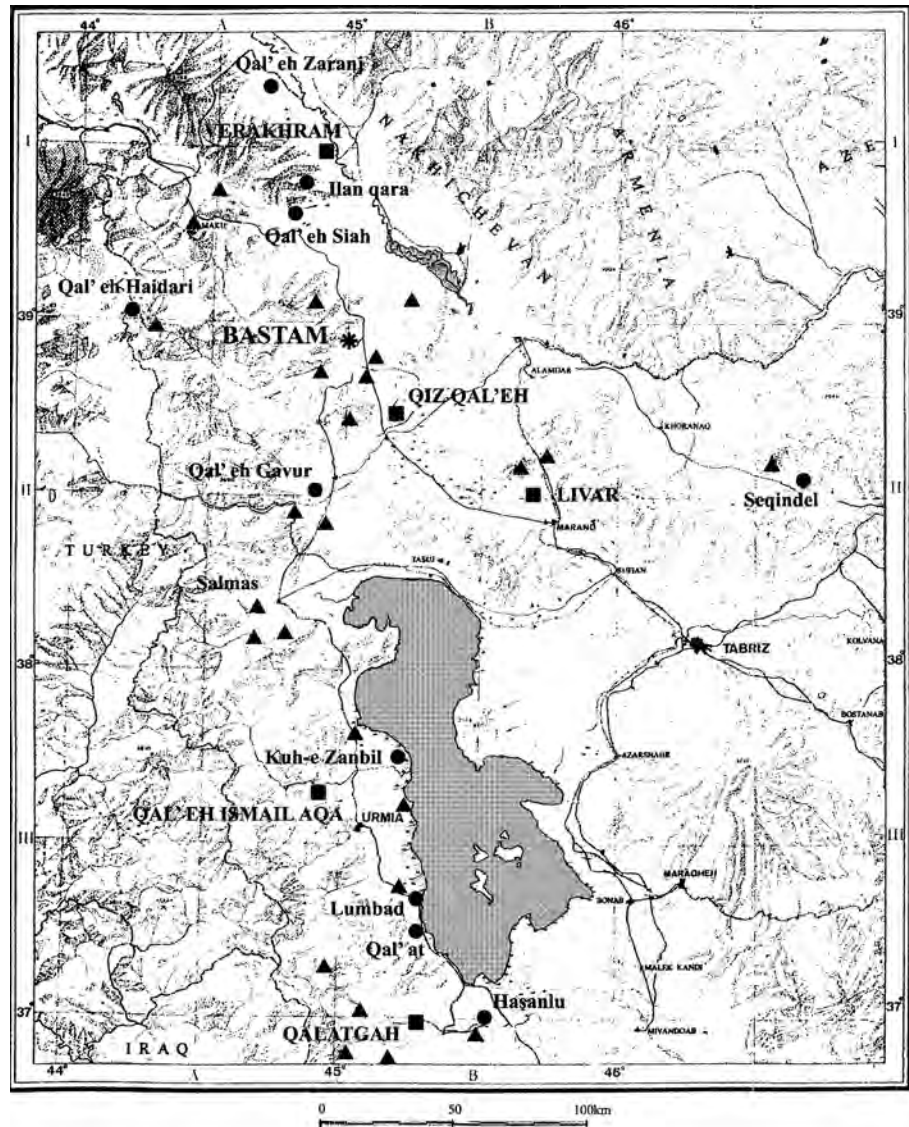 44° A 45° B 46° C
Qal' eh Zaranj
VERAKHRAM
I I
NAKHICHEVAN
ARMENIA
AZE
Ilan qara
MAKU
Qal' eh Siah
Qal' eh Haidari
39° 39°
BASTAM
ALAMDAR
QIZ QAL'EH
KHORANAQ
Qal' eh Gavur
II II
LIVAR
Seqindel
MARAND
TURKEY
TASUJ
Salmas
TABRIZ
KOLVANA
38° 38°
BOSTANAB
Kuh-e Zanbil
AZARSHAHR
QAL'EH ISMAIL AQA
URMIA
III III
MARAGHEH
Lumbad
BONAB
Qal' at
MALEK KANDI
Hasanlu
37° 37°
QALATGAH
MIYANDOAB
IRAQ
44 A 45° B 46° C
0 50 100km